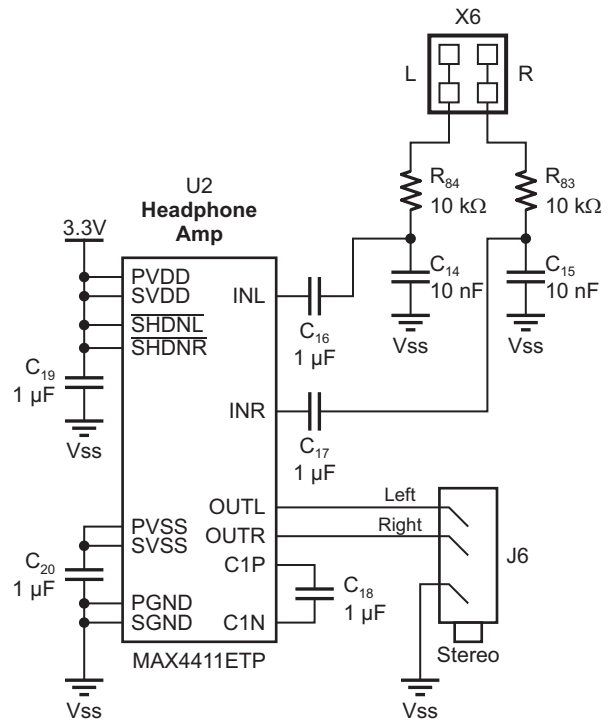 X6
L
R
R84
10 kΩ
R83
10 kΩ
U2
Headphone
Amp
3.3V
PVDD
SVDD
INL
SHDNL
SHDNR
C14
10 nF
C15
10 nF
C16
1 µF
Vss
Vss
C19
1 µF
Vss
INR
C17
1 µF
OUTL
Left
OUTR
Right
PVSS
SVSS
J6
C20
1 µF
C1P
C18
1 µF
PGND
SGND
C1N
MAX4411ETP
Stereo
Vss
Vss